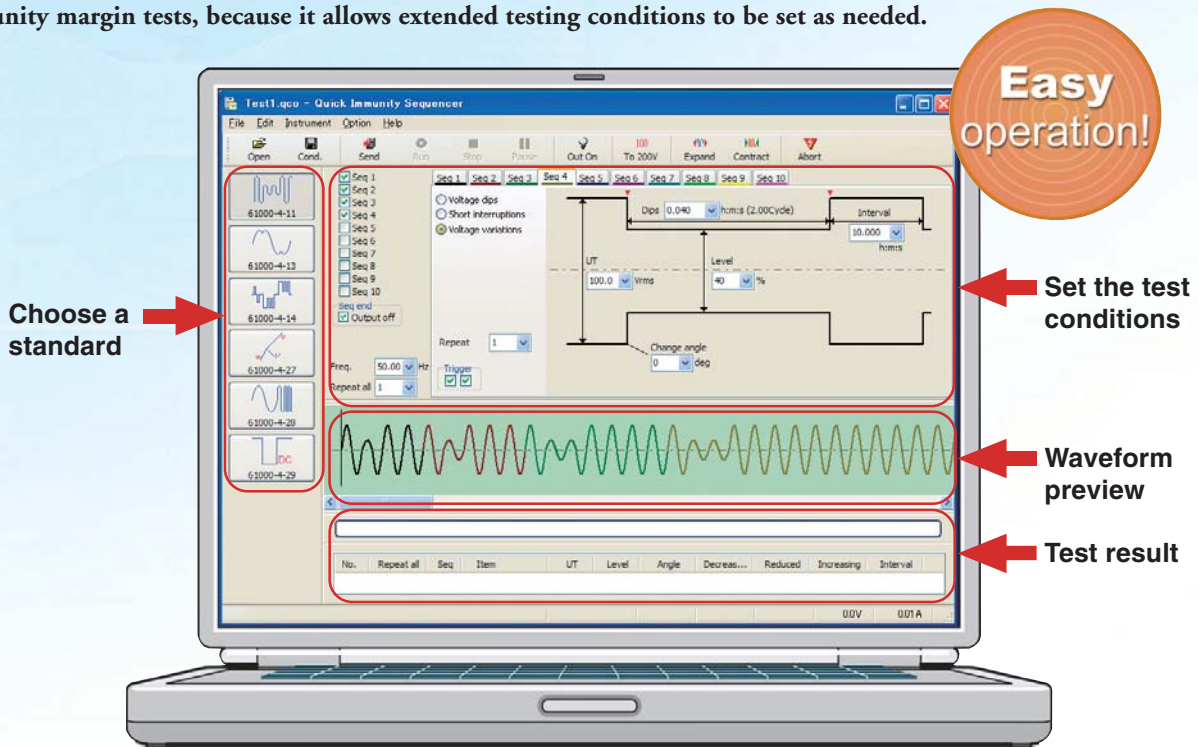 unity margin tests, because it allows extended testing conditions to be set as needed.
Easy
operation!
Test1.qco - Quick Immunity Sequencer
File Edit Instrument Option Help
Open Cond. Send Run Stop Pause Out On To 200V Expand Contract Abort
100
61000-4-11
61000-4-13
61000-4-14
61000-4-27
61000-4-28
DC
61000-4-29
Choose a
standard
Seq 1
Seq 2
Seq 3
Seq 4
Seq 5
Seq 6
Seq 7
Seq 8
Seq 9
Seq 10
Seq end
Output off
Freq. 50.00 Hz
Repeat all 1
Seq 1 Seq 2 Seq 3 Seq 4 Seq 5 Seq 6 Seq 7 Seq 8 Seq 9 Seq 10
Voltage dips
Short interruptions
Voltage variations
Repeat 1
Trigger
Dips 0.040 h:m:s (2.00Cycle)
Interval
10.000
h:m:s
UT
100.0 Vrms
Level
40 %
Change angle
0 deg
Set the test
conditions
Waveform
preview
Test result
No. Repeat all Seq Item UT Level Angle Decreas... Reduced Increasing Interval
0.0V 0.01 A